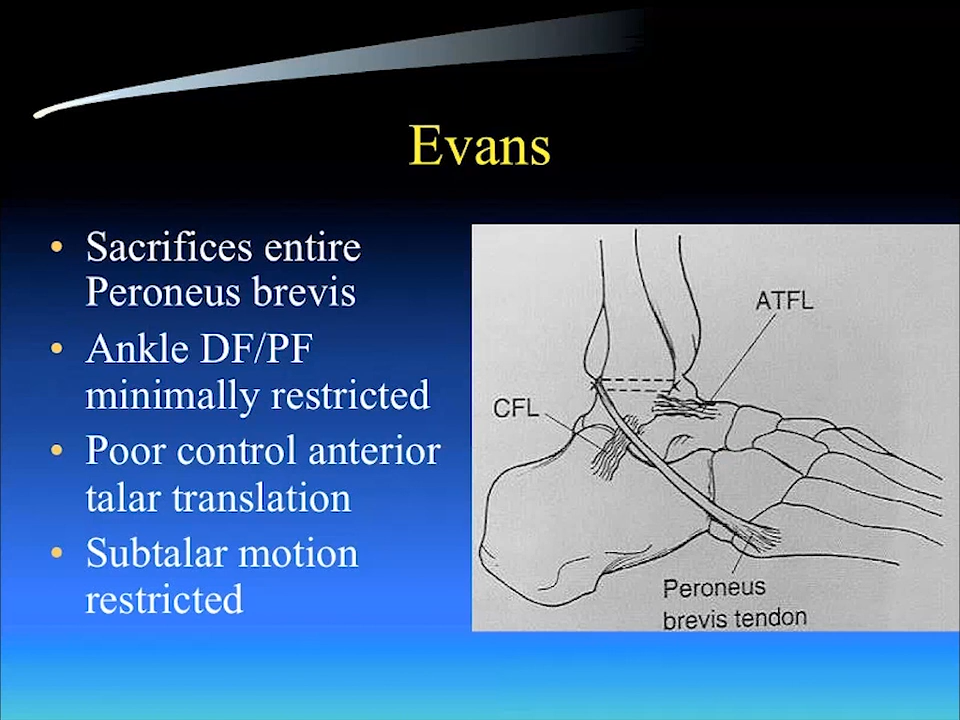 Evans
• Sacrifices entire
Peroneus brevis
• Ankle DF/PF
minimally restricted
• Poor control anterior
talar translation
• Subtalar motion
restricted
ATFL
CFL
Peroneus
brevis tendon